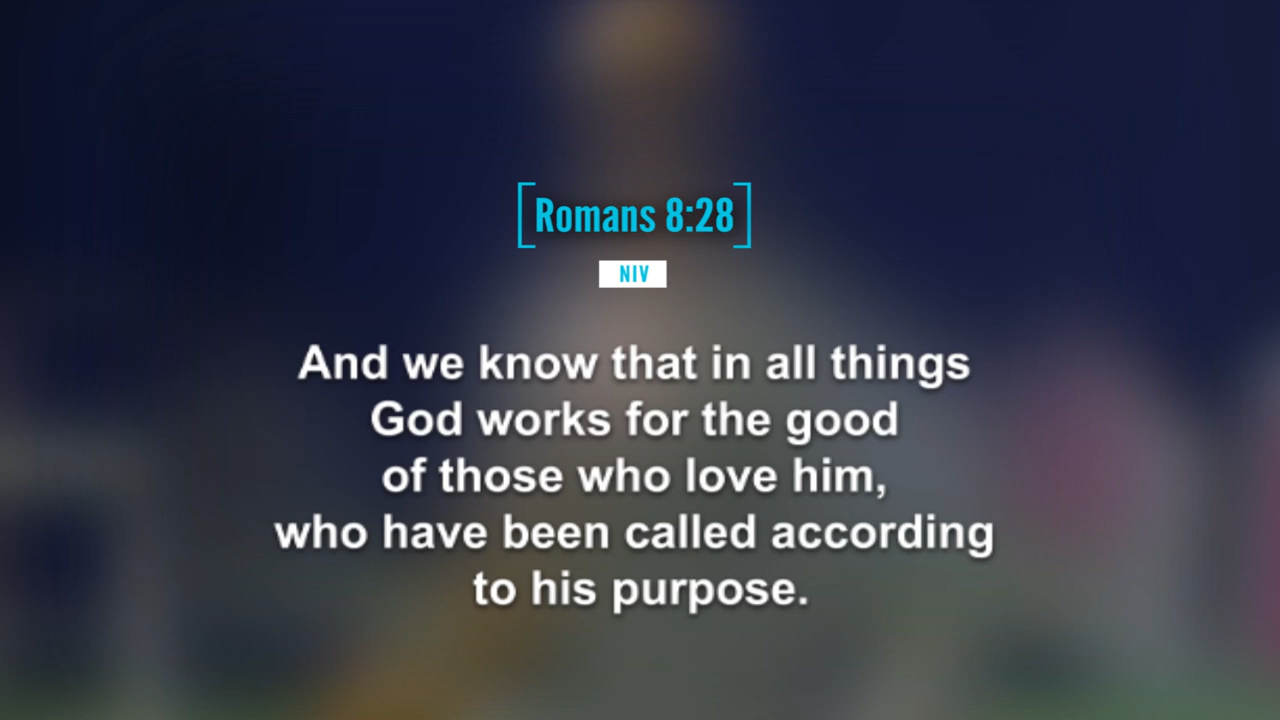 [Romans 8:28]
NIV
And we know that in all things
God works for the good
of those who love him,
who have been called according
to his purpose.